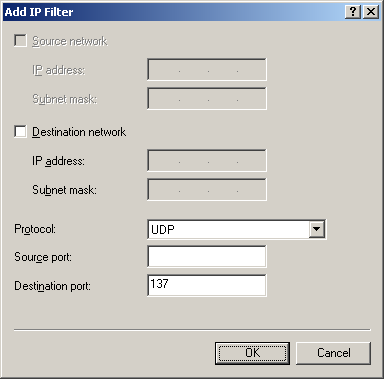 Add IP Filter
Source network
IP address:
Subnet mask:
Destination network
IP address:
Subnet mask:
Protocol:
UDP
Source port:
Destination port:
137
OK
Cancel